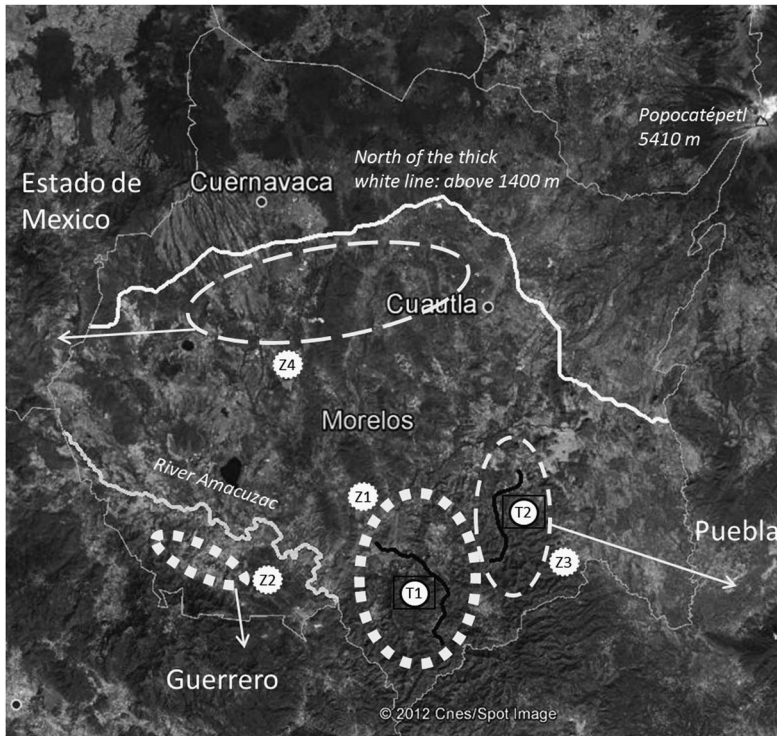 Popocatépetl
5410 m
North of the thick
white line: above 1400 m
Estado de
Mexico
Cuernavaca
Cuautla
Z4
Morelos
River Amacuzac
Z1
T2
Puebla
Z2
Z3
T1
Guerrero
© 2012 Cnes/Spot Image